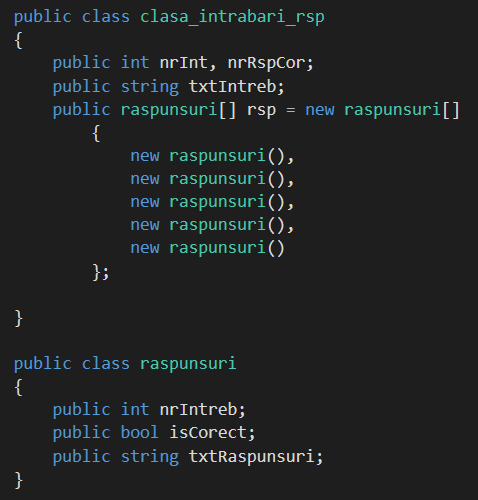 public class clasa_intrabari_rsp
{
    public int nrInt, nrRspCor;
    public string txtIntreb;
    public raspunsuri[] rsp = new raspunsuri[]
        {
            new raspunsuri(),
            new raspunsuri(),
            new raspunsuri(),
            new raspunsuri(),
            new raspunsuri()
        };

}

public class raspunsuri
{
    public int nrIntreb;
    public bool isCorect;
    public string txtRaspunsuri;
}